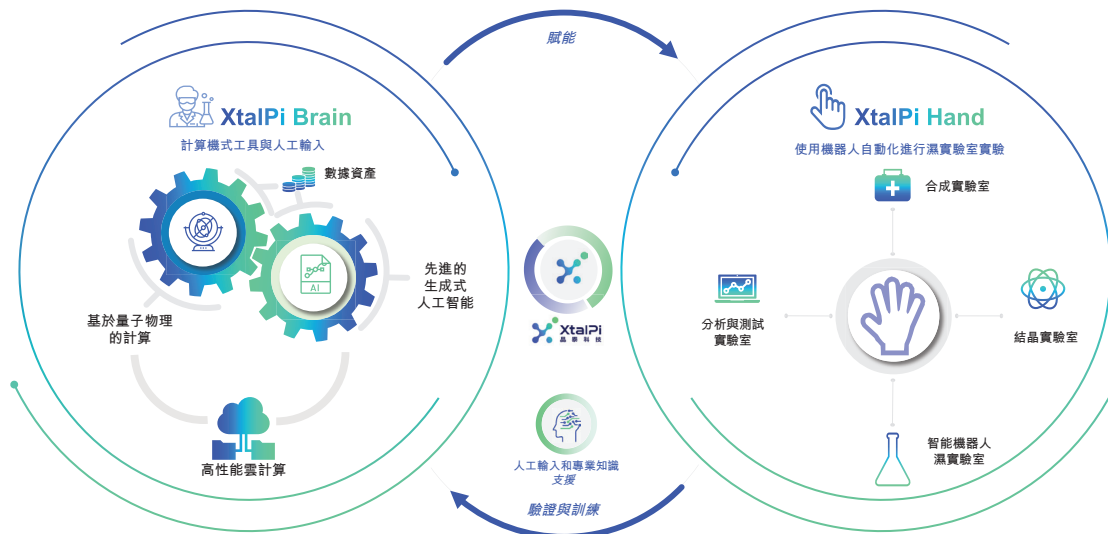 賦能
XtalPi Brain
計算機式工具與人工輸入
數據資產
AI
先進的
生成式
人工智能
基於量子物理
的計算
高性能雲計算
XtalPi
晶泰科技
人工輸入和專業知識
支援
驗證與訓練
XtalPi Hand
使用機器人自動化進行濕實驗室實驗
合成實驗室
分析與測試
實驗室
結晶實驗室
智能機器人
濕實驗室